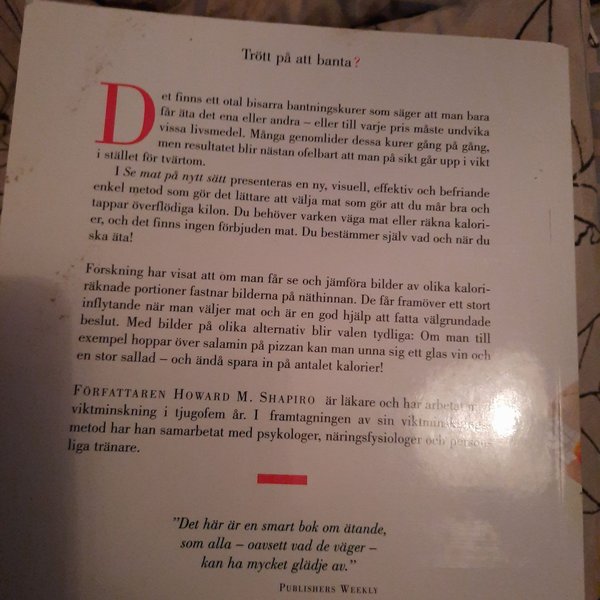 Trött på att banta?
Det finns ett otal bisarra bantningskurer som säger att man bara
får äta det ena eller andra – eller till varje pris måste undvika
vissa livsmedel. Många genomlider dessa kurer gång på gång,
men resultatet blir nästan ofelbart att man på sikt går upp i vikt
i stället för tvärtom.
I Se mat på nytt sätt presenteras en ny, visuell, effektiv och befriande
enkel metod som gör det lättare att välja mat som gör att du mår bra och
tappar överflödiga kilon. Du behöver varken väga mat eller räkna kalori-
er, och det finns ingen förbjuden mat. Du bestämmer själv vad och när du
ska äta!
Forskning har visat att om man får se och jämföra bilder av olika kalori-
räknade portioner fastnar bilderna på näthinnan. De får framöver ett stort
inflytande när man väljer mat och är en god hjälp att fatta välgrundade
beslut. Med bilder på olika alternativ blir valen tydliga: Om man till
exempel hoppar över salamin på pizzan kan man unna sig ett glas vin och
en stor sallad – och ändå spara in på antalet kalorier!
FÖRFATTAREN HOWARD M. SHAPIRO är läkare och har arbetat
viktminskning i tjugofem år. I framtagningen av sin
metod har han samarbetat med psykologer, näringsfysiologer och
liga tränare.
"Det här är en smart bok om ätande,
som alla – oavsett vad de väger –
kan ha mycket glädje av."
PUBLISHERS WEEKLY